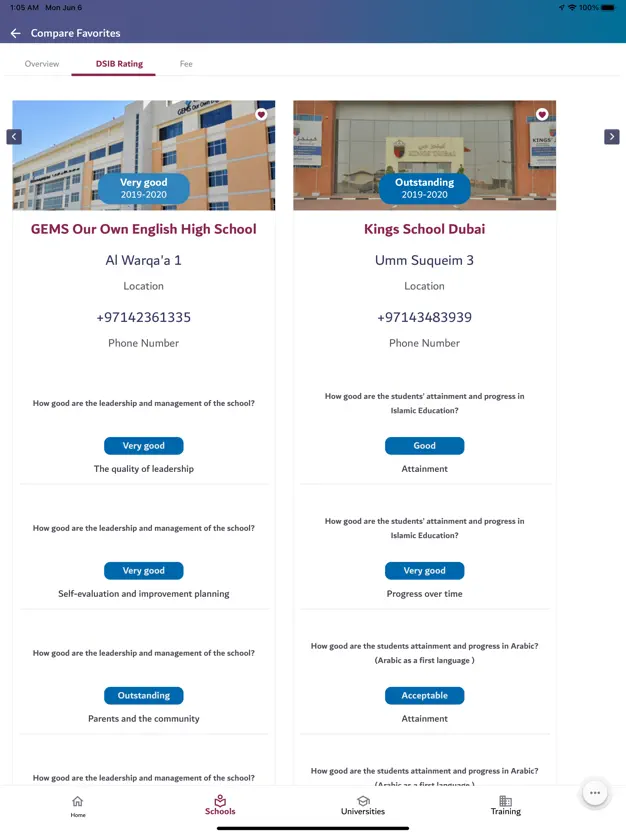 1:05 AM Mon Jun 6
100%
Compare Favorites
Overview
DSIB Rating
Fee
Very good
2019-2020
GEMS Our Own English High School
Al Warqa'a 1
Location
+97142361335
Phone Number
How good are the leadership and management of the school?
Very good
The quality of leadership
How good are the leadership and management of the school?
Very good
Self-evaluation and improvement planning
How good are the leadership and management of the school?
Outstanding
Parents and the community
How good are the leadership and management of the school?
KINGS' DUBAI
Outstanding
2019-2020
Kings School Dubai
Umm Suqueim 3
Location
+97143483939
Phone Number
How good are the students' attainment and progress in
Islamic Education?
Good
Attainment
How good are the students' attainment and progress in
Islamic Education?
Very good
Progress over time
How good are the students attainment and progress in Arabic?
(Arabic as a first language )
Acceptable
Attainment
How good are the students attainment and progress in Arabic?
(Arabic as a first language )
Home
Schools
Universities
Training